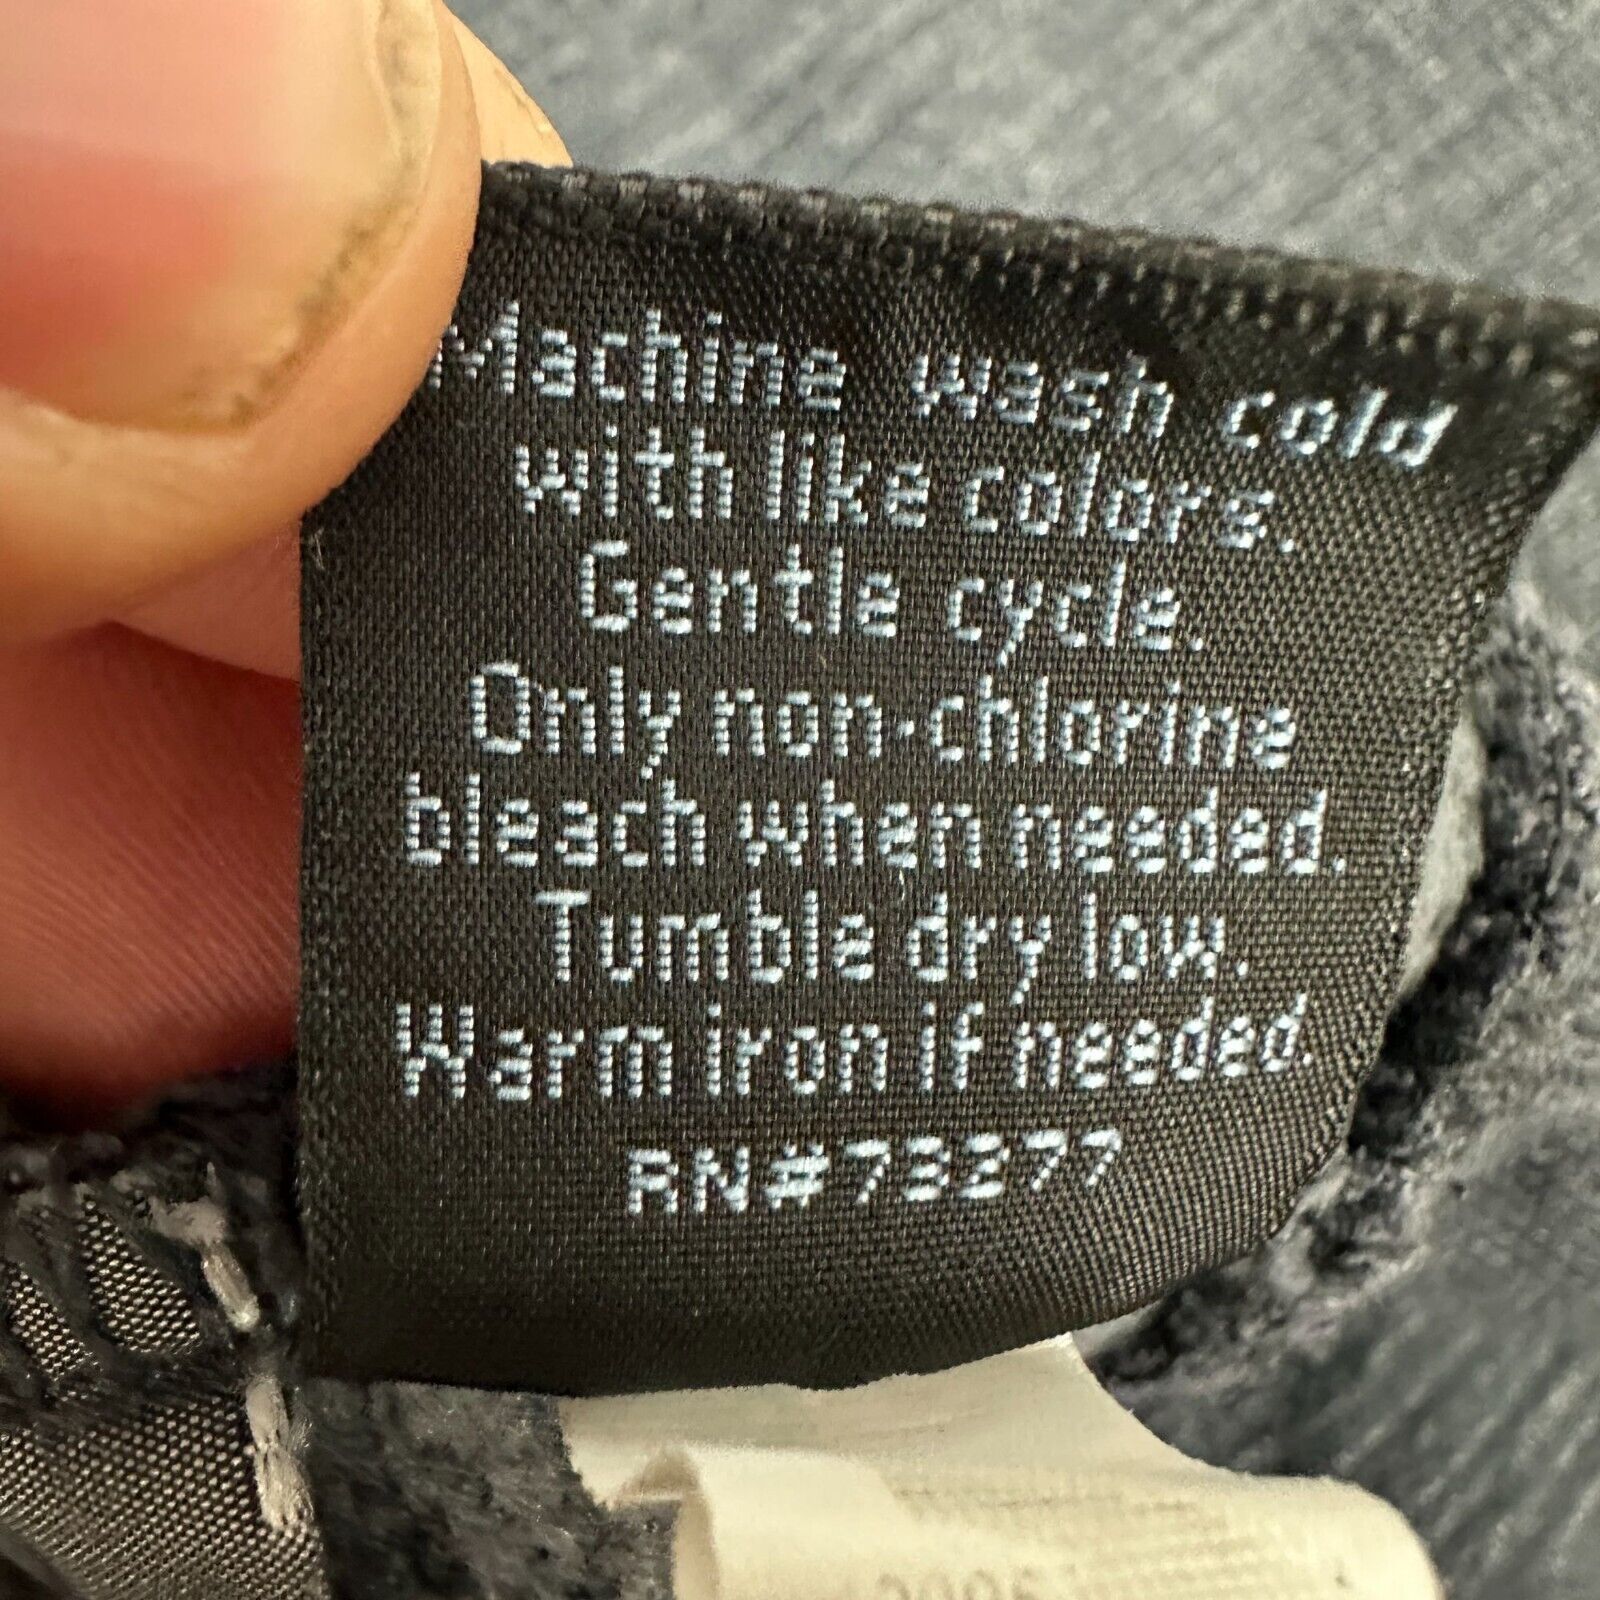 Machine wash cold
with like colors.
Gentle cycle.
Only non-chlorine
bleach when needed.
Tumble dry low.
Warm iron if needed.
RN#73277